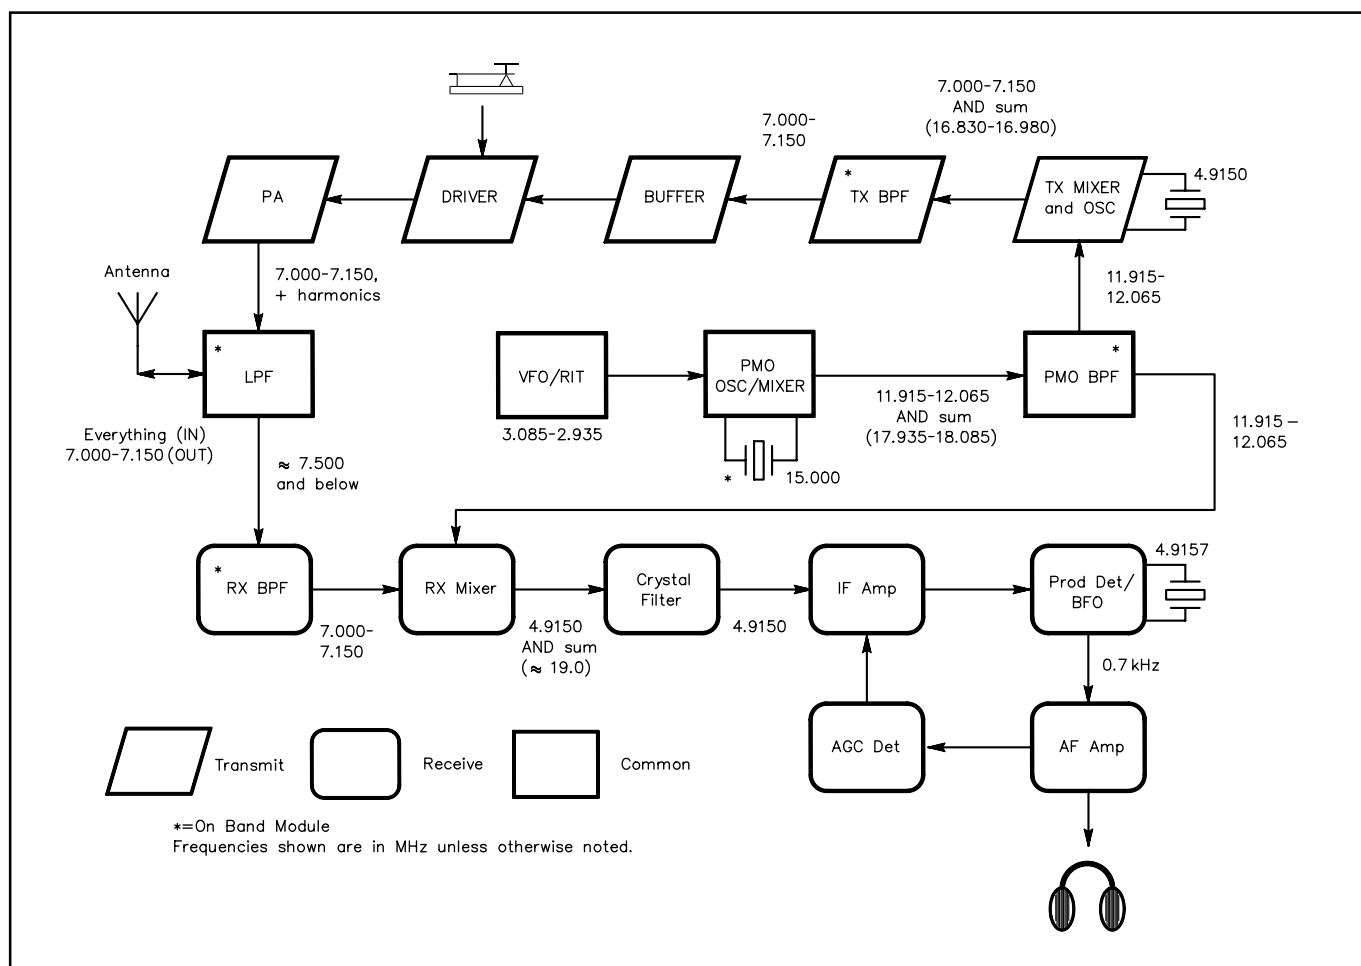 7.000-7.150
AND sum
(16.830-16.980)
7.000-
7.150
PA
DRIVER
BUFFER
*
TX BPF
TX MIXER
and OSC
4.9150
Antenna
7.000-7.150,
+ harmonics
11.915-
12.065
*
LPF
VFO/RIT
PMO
OSC/MIXER
*
PMO BPF
3.085-2.935
11.915-12.065
AND sum
(17.935-18.085)
11.915-
12.065
Everything (IN)
7.000-7.150 (OUT)
≈ 7.500
and below
*
15.000
*
RX BPF
RX Mixer
Crystal
Filter
IF Amp
Prod Det/
BFO
4.9157
7.000-
7.150
4.9150
AND sum
(≈ 19.0)
4.9150
0.7 kHz
AGC Det
AF Amp
Transmit
Receive
Common
*=On Band Module
Frequencies shown are in MHz unless otherwise noted.